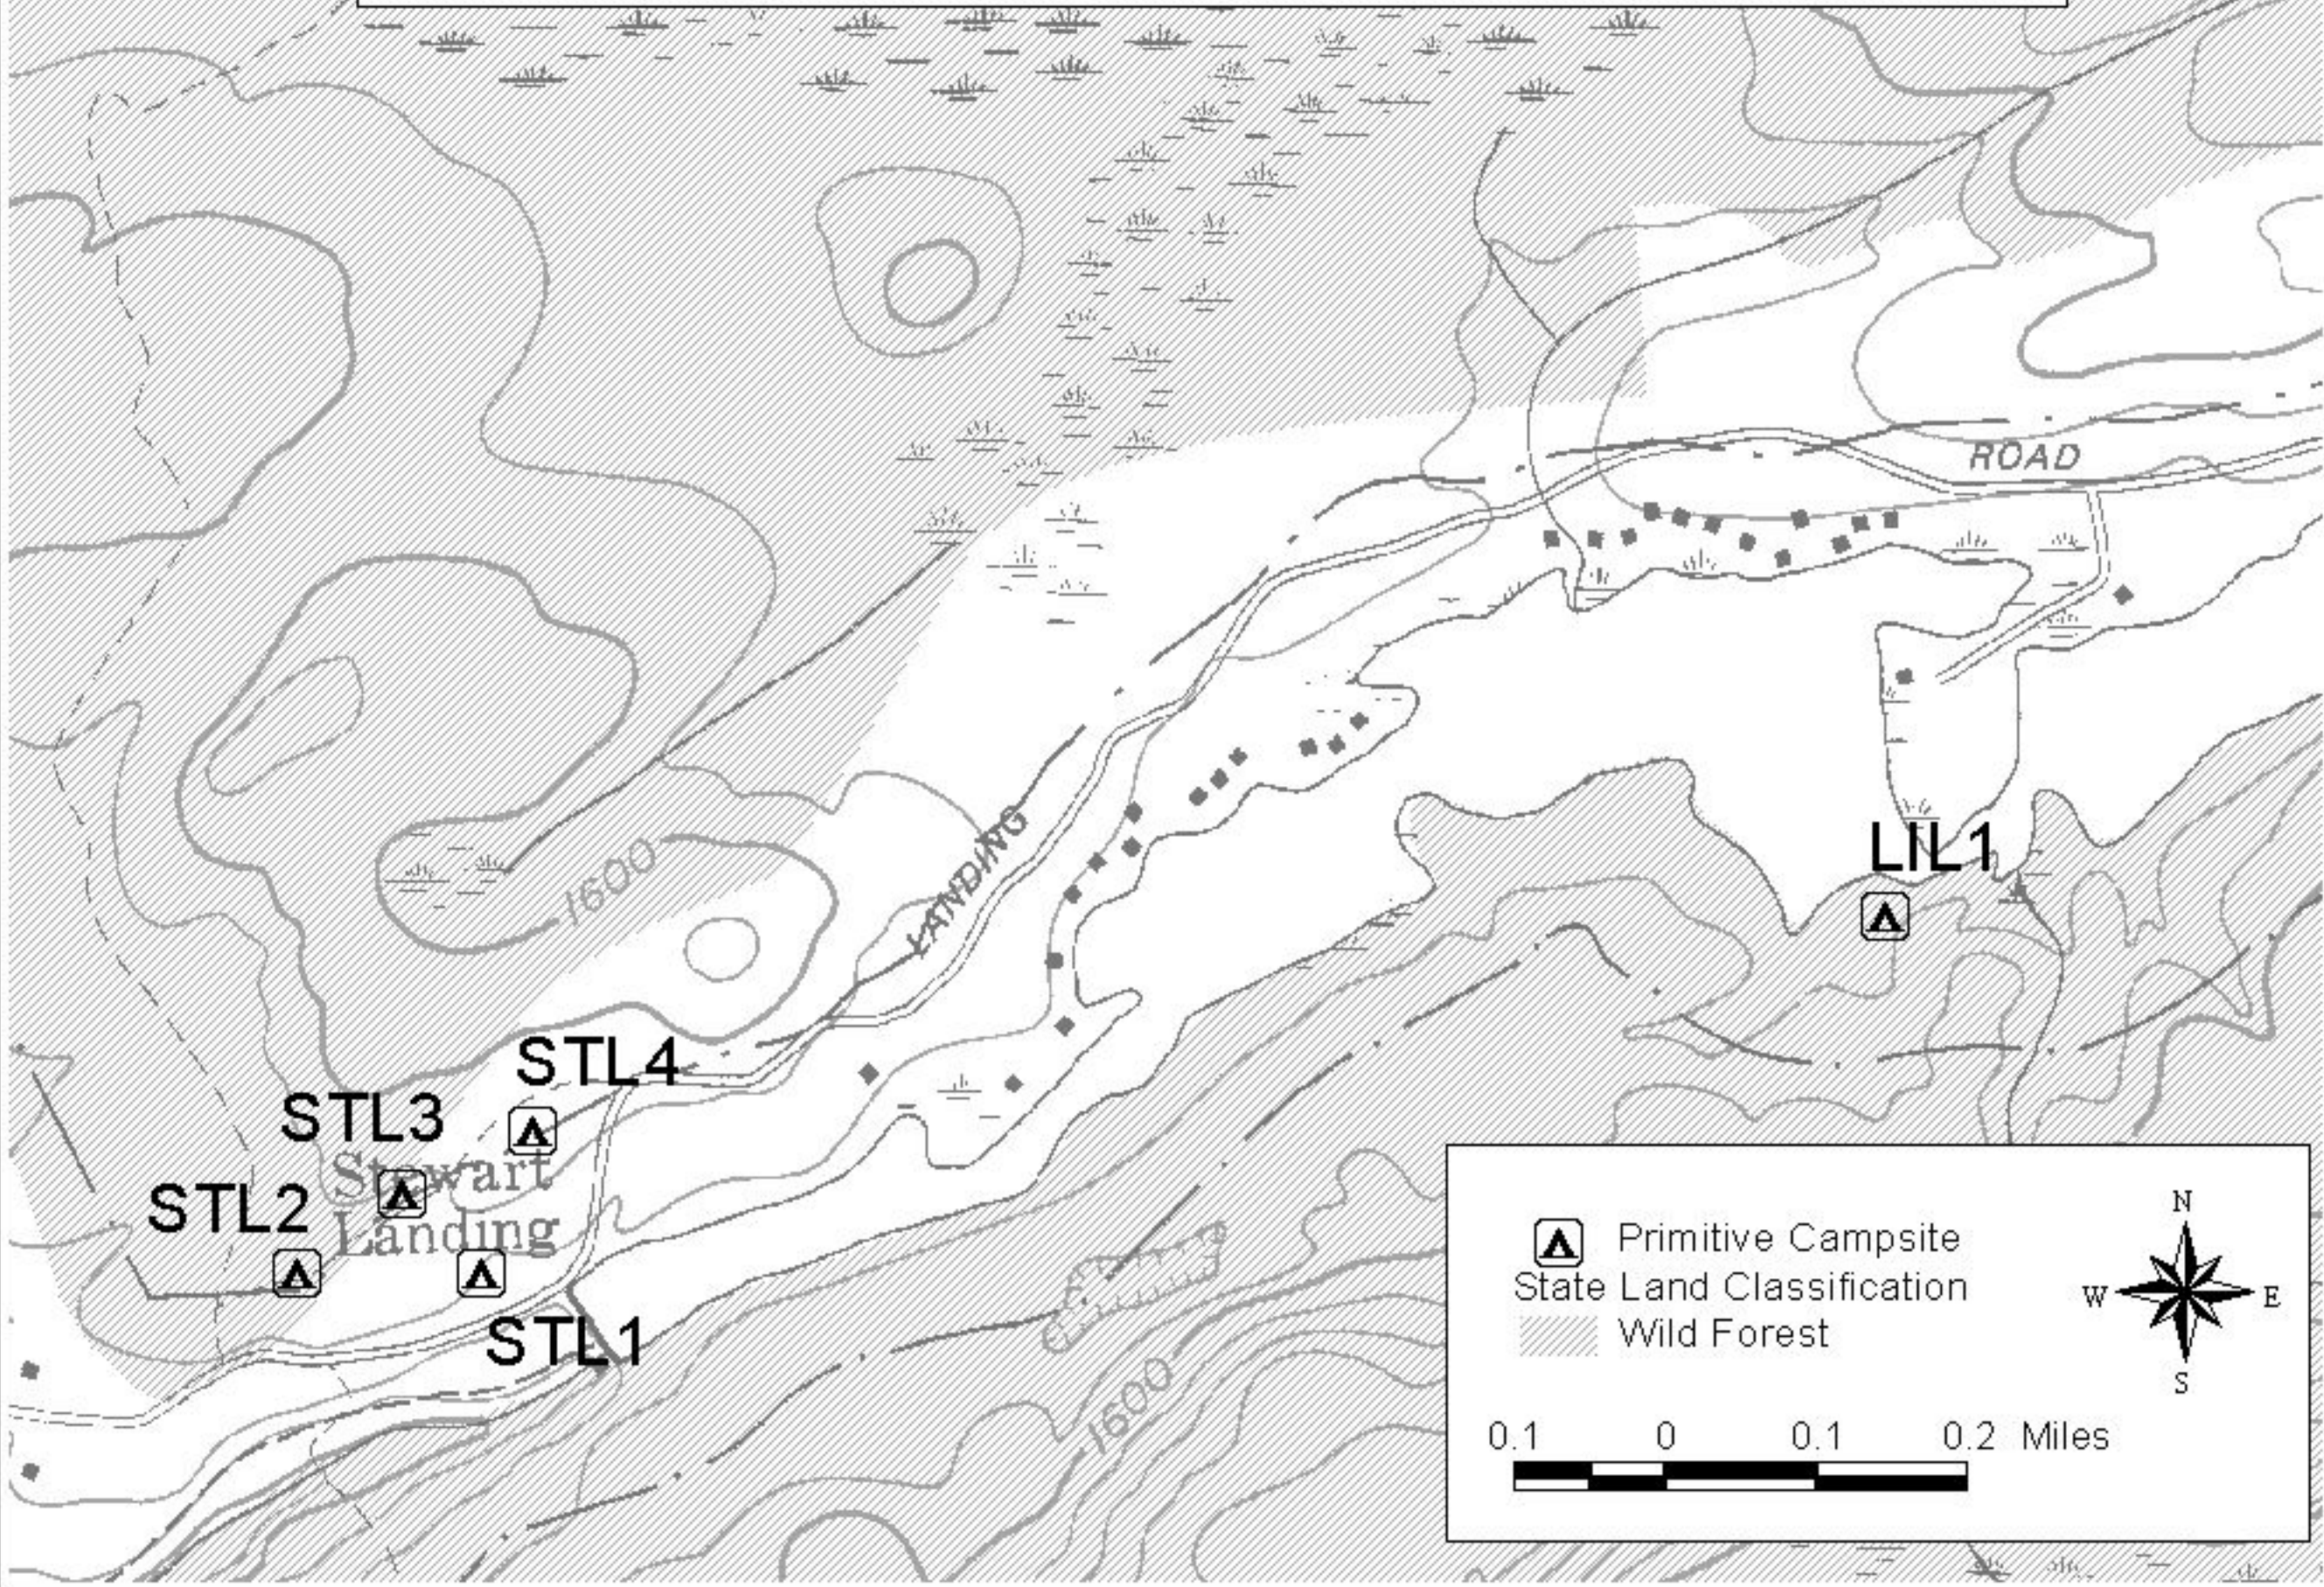 ROAD
LANDING
LIL1
1600
STL4
STL3
Stewart
STL2
Landing
STL1
1600
N
W
E
S
Primitive Campsite
State Land Classification
Wild Forest
0.1 0 0.1 0.2 Miles